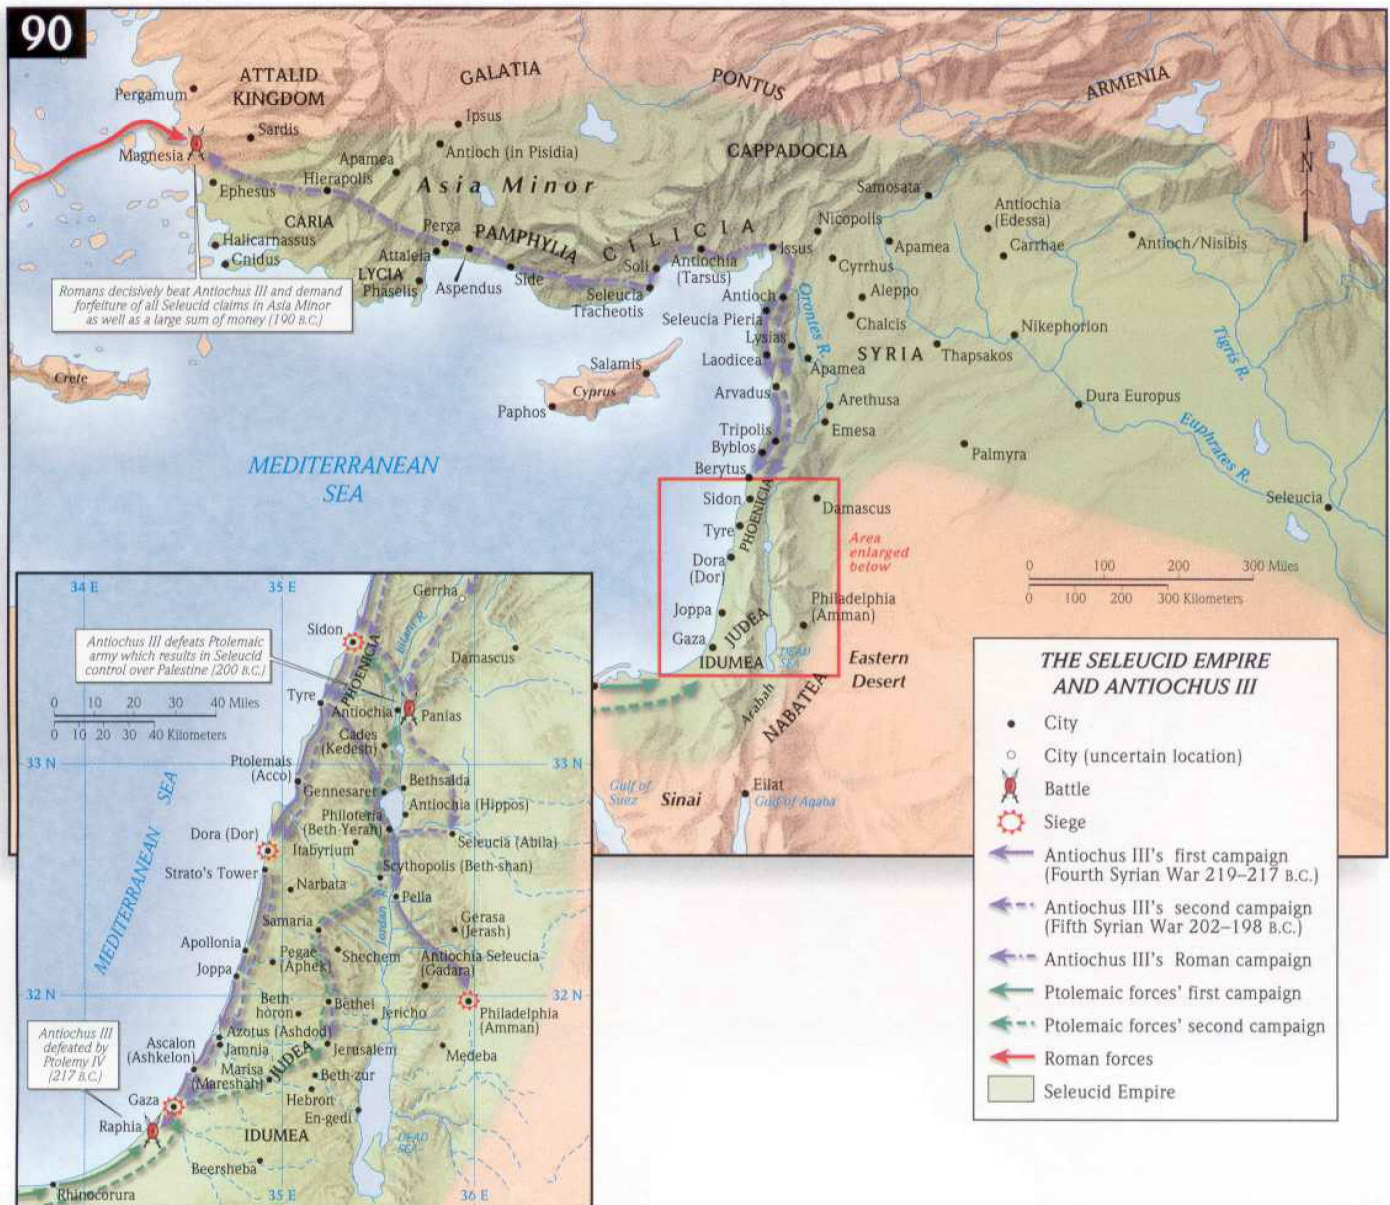 90
ATTALID
KINGDOM
GALATIA
PONTUS
ARMENIA
Pergamum
Sardis
Ipsus
Magnesia
Antioch (in Pisidia)
CAPPADOCIA
N
Apamea
Hierapolis
Asia Minor
Ephesus
Samosata
Antiochia
(Edessa)
Nicopolis
CARIA
Perga
PAMPHYLIA
CILICIA
Halicarnassus
Cnidus
Attaleia
LYCIA
Phaselis
Aspendus
Side
Soli
Antiochia
(Tarsus)
Issus
Apamea
Carrhae
Antioch/Nisibis
Cyrrhus
Seleucia
Tracheotis
Antioch
Orontes R.
Aleppo
Romans decisively beat Antiochus III and demand
forfeiture of all Seleucid claims in Asia Minor
as well as a large sum of money (190 B.C.)
Seleucia Pieria
Chalcis
Nikephorion
Lysias
SYRIA
Thapsakos
Tigris R.
Laodicea
Apamea
Salamis
Crete
Cyprus
Arvadus
Arethusa
Dura Europus
Paphos
Emesa
Tripolis
Byblos
Euphrates R.
Palmyra
MEDITERRANEAN
SEA
Berytus
Sidon
PHOENICIA
Damascus
Seleucia
Tyre
Area
enlarged
below
Dora
(Dor)
0 100 200 300 Miles
0 100 200 300 Kilometers
Joppa
JUDEA
Philadelphia
(Amman)
Gaza
IDUMEA
DEAD
SEA
Eastern
Desert
Arabah
NABATEA
Gulf of
Suez
Sinai
Eilat
Gulf of Aqaba
34 E
35 E
Gerrha
Sidon
Litani R.
Antiochus III defeats Ptolemaic
army which results in Seleucid
control over Palestine (200 B.C.)
PHOENICIA
Damascus
Tyre
0 10 20 30 40 Miles
0 10 20 30 40 Kilometers
Antiochia
Panias
Cades
(Kedesh)
33 N
33 N
Ptolemais
(Acco)
Bethsaida
Gennesaret
Antiochia (Hippos)
MEDITERRANEAN SEA
Philoteria
(Beth-Yerah)
Dora (Dor)
Itabyrium
Seleucia (Abila)
Strato's Tower
Scythopolis (Beth-shan)
Narbata
Pella
Jordan R.
Samaria
Gerasa
(Jerash)
Apollonia
Pegae
(Aphek)
Shechem
Antiochia Seleucia
(Gadara)
Joppa
32 N
32 N
Beth-
horon
Bethel
Jericho
Philadelphia
(Amman)
Antiochus III
defeated by
Ptolemy IV
(217 B.C.)
Azotus (Ashdod)
Ascalon
(Ashkelon)
Jamnia
JUDEA
Jerusalem
Medeba
Marisa
(Mareshah)
Beth-zur
Gaza
Hebron
En-gedi
Raphia
IDUMEA
DEAD
SEA
Beersheba
Rhinocorura
35 E
36 E
THE SELEUCID EMPIRE
AND ANTIOCHUS III
City
City (uncertain location)
Battle
Siege
Antiochus III's first campaign
(Fourth Syrian War 219–217 B.C.)
Antiochus III's second campaign
(Fifth Syrian War 202–198 B.C.)
Antiochus III's Roman campaign
Ptolemaic forces' first campaign
Ptolemaic forces' second campaign
Roman forces
Seleucid Empire